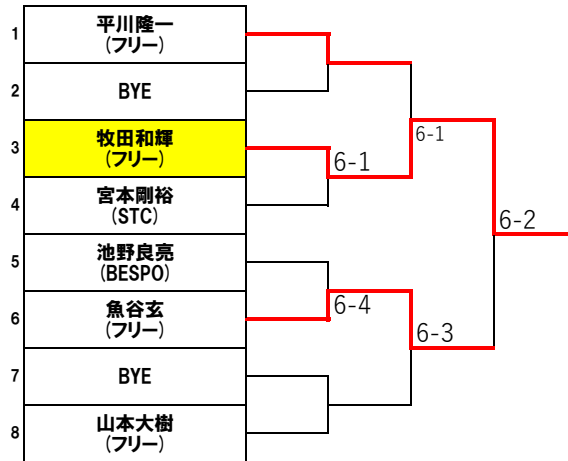 1
平川隆一
(フリー)
2
BYE
3
牧田和輝
(フリー)
6-1
6-1
4
宮本剛裕
(STC)
6-2
5
池野良亮
(BESPO)
6
魚谷玄
(フリー)
6-4
6-3
7
BYE
8
山本大樹
(フリー)